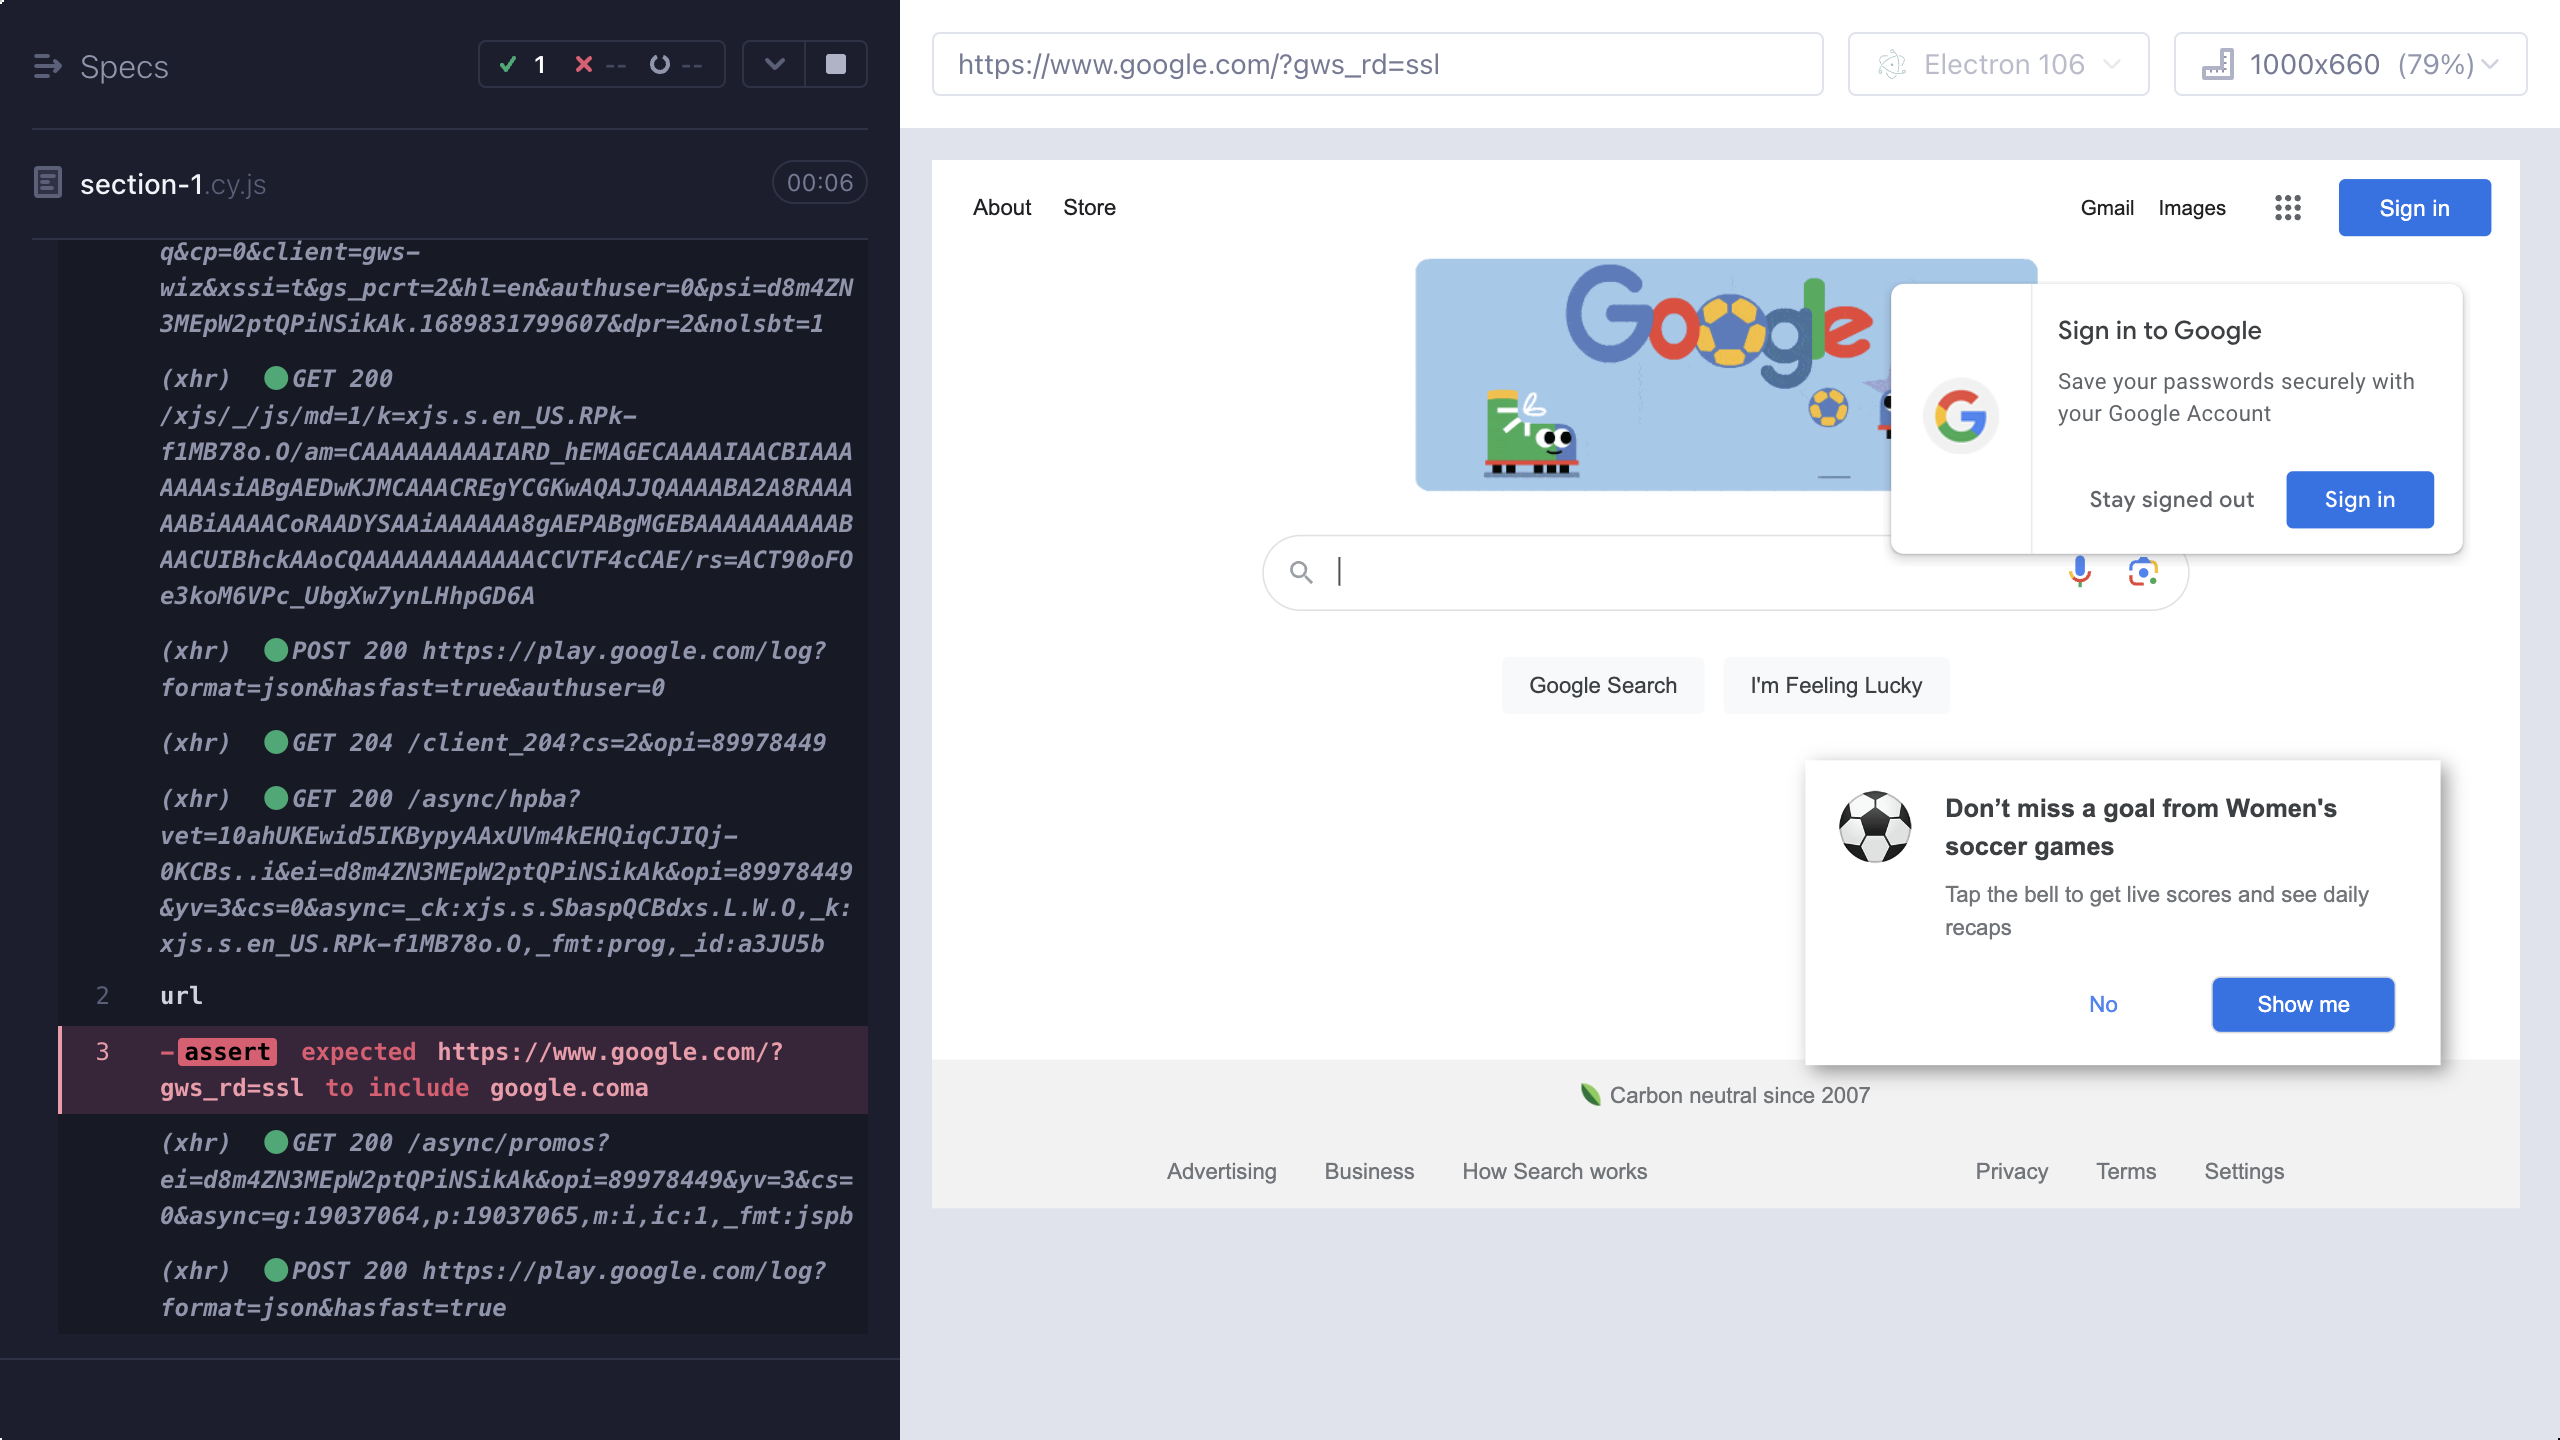 Specs
1 -- --
section-1.cy.js
00:06
q&cp=0&client=gws-
wiz&xssi=t&gs_pcrt=2&hl=en&authuser=0&psi=d8m4ZN
3MEpW2ptQPiNSikAk.1689831799607&dpr=2&nolsbt=1
(xhr) GET 200
/xjs/_/js/md=1/k=xjs.s.en_US.RPk-
f1MB78o.O/am=CAAAAAAAAAIARD_hEMAGECAAAAIAACBIAAA
AAAAsiABgAEDwKJMCAAACREgYCGKwAQAJJQAAAABA2A8RAAA
AABiAAAACoRAADYSAAiAAAAAA8gAEPABgMGEBAAAAAAAAAAB
AACUIBhckAAoCQAAAAAAAAAAAACCVTF4cCAE/rs=ACT90oFO
e3koM6VPc_UbgXw7ynLHhpGD6A
(xhr) POST 200 https://play.google.com/log?
format=json&hasfast=true&authuser=0
(xhr) GET 204 /client_204?cs=2&opi=89978449
(xhr) GET 200 /async/hpba?
vet=10ahUKEwid5IKBypyAAxUVm4kEHQiqCJIQj-
0KCBs..i&ei=d8m4ZN3MEpW2ptQPiNSikAk&opi=89978449
&yv=3&cs=0&async=_ck:xjs.s.SbaspQCBdxs.L.W.O,_k:
xjs.s.en_US.RPk-f1MB78o.O,_fmt:prog,_id:a3JU5b
2 url
3 -assert expected https://www.google.com/?
gws_rd=ssl to include google.coma
(xhr) GET 200 /async/promos?
ei=d8m4ZN3MEpW2ptQPiNSikAk&opi=89978449&yv=3&cs=
0&async=g:19037064,p:19037065,m:i,ic:1,_fmt:jspb
(xhr) POST 200 https://play.google.com/log?
format=json&hasfast=true
https://www.google.com/?gws_rd=ssl
Electron 106
1000x660 (79%)
About Store
Gmail Images
Sign in
Google
Sign in to Google
Save your passwords securely with
your Google Account
Stay signed out
Sign in
Google Search
I'm Feeling Lucky
Don’t miss a goal from Women's
soccer games
Tap the bell to get live scores and see daily
recaps
No
Show me
Carbon neutral since 2007
Advertising Business How Search works
Privacy Terms Settings